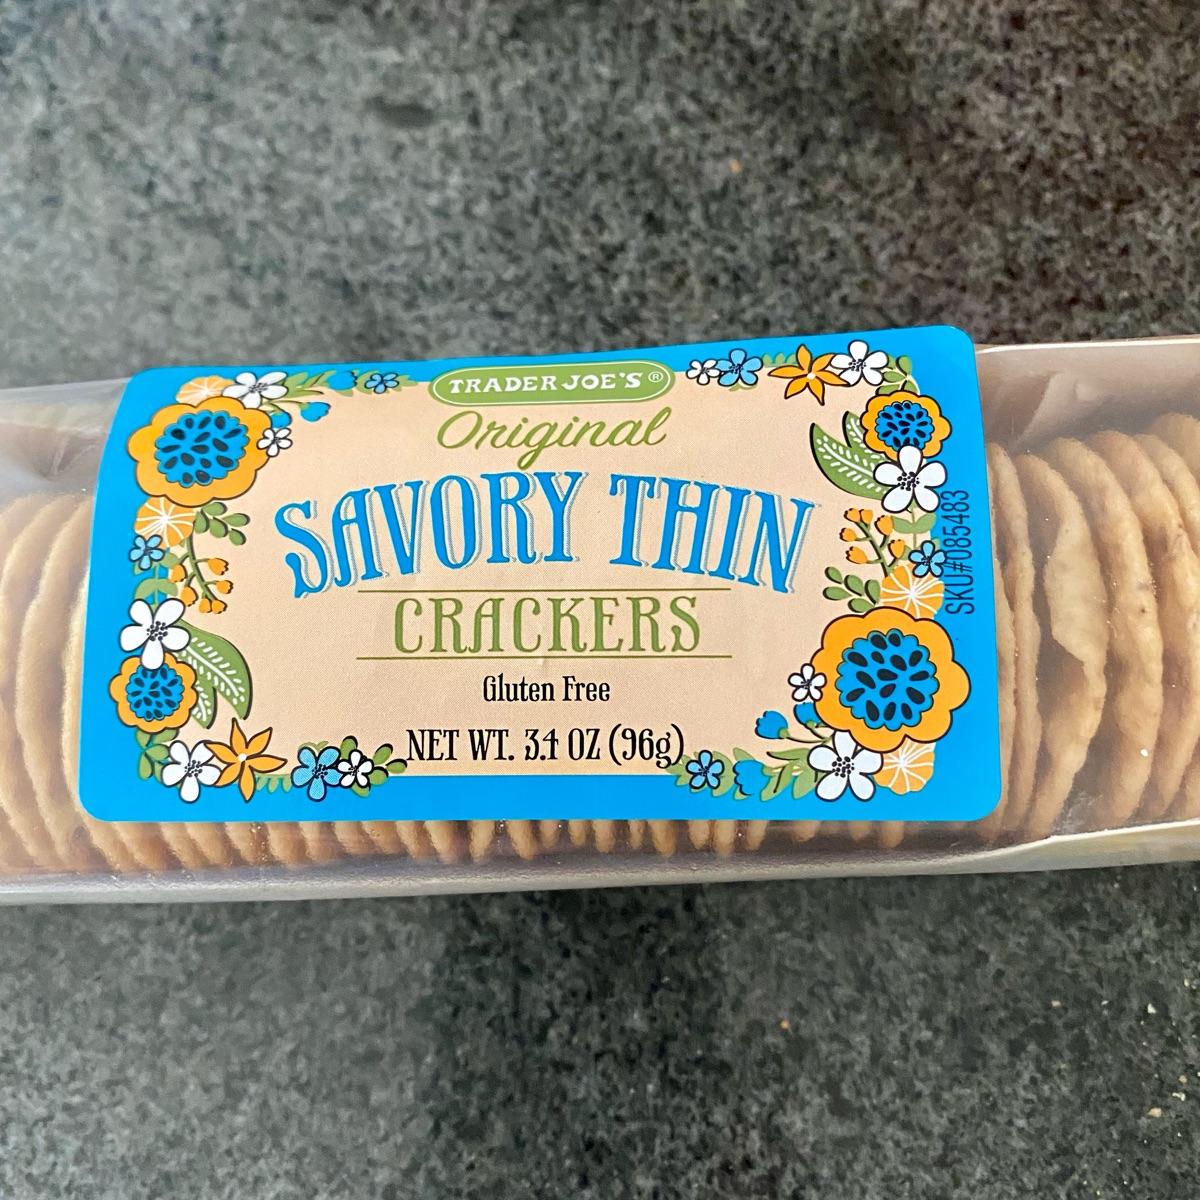 TRADER JOE'S®
Original
SAVORY THIN
CRACKERS
Gluten Free
NET WT. 3.4 OZ (96g)
SKU#085483